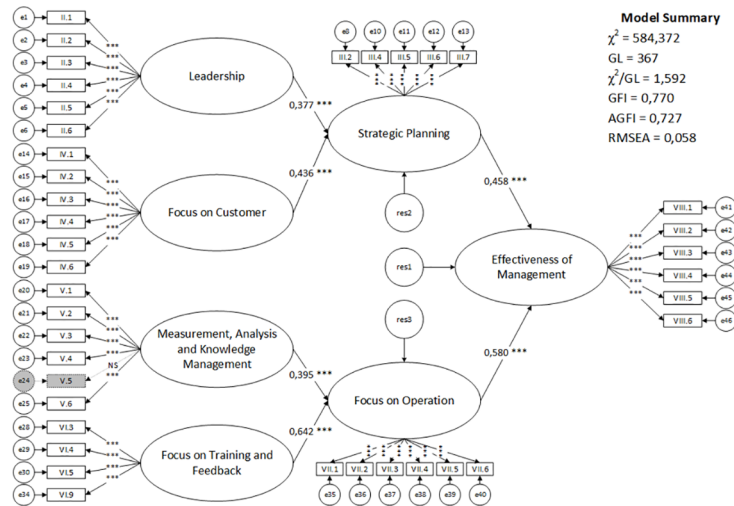 Model Summary
χ² = 584,372
GL = 367
χ²/GL = 1,592
GFI = 0,770
AGFI = 0,727
RMSEA = 0,058
e1 II.1
e2 II.2
e3 II.3
e4 II.4
e5 II.5
e6 II.6
***
***
***
***
***
***
Leadership
e14 IV.1
e15 IV.2
e16 IV.3
e17 IV.4
e18 IV.5
e19 IV.6
***
***
***
***
***
***
Focus on Customer
e20 V.1
e21 V.2
e22 V.3
e23 V.4
e24 V.5
e25 V.6
***
***
***
***
NS
***
Measurement, Analysis
and Knowledge
Management
e28 VI.3
e29 VI.4
e30 VI.5
e34 VI.9
***
***
***
***
Focus on Training and
Feedback
e8 e10 e11 e12 e13
III.2 III.4 III.5 III.6 III.7
0,377 ***
0,436 ***
Strategic Planning
res2
0,458 ***
res1
Effectiveness of
Management
res3
0,580 ***
0,395 ***
0,642 ***
Focus on Operation
VII.1 VII.2 VII.3 VII.4 VII.5 VII.6
e35 e36 e37 e38 e39 e40
***
***
***
***
***
***
VIII.1 e41
VIII.2 e42
VIII.3 e43
VIII.4 e44
VIII.5 e45
VIII.6 e46